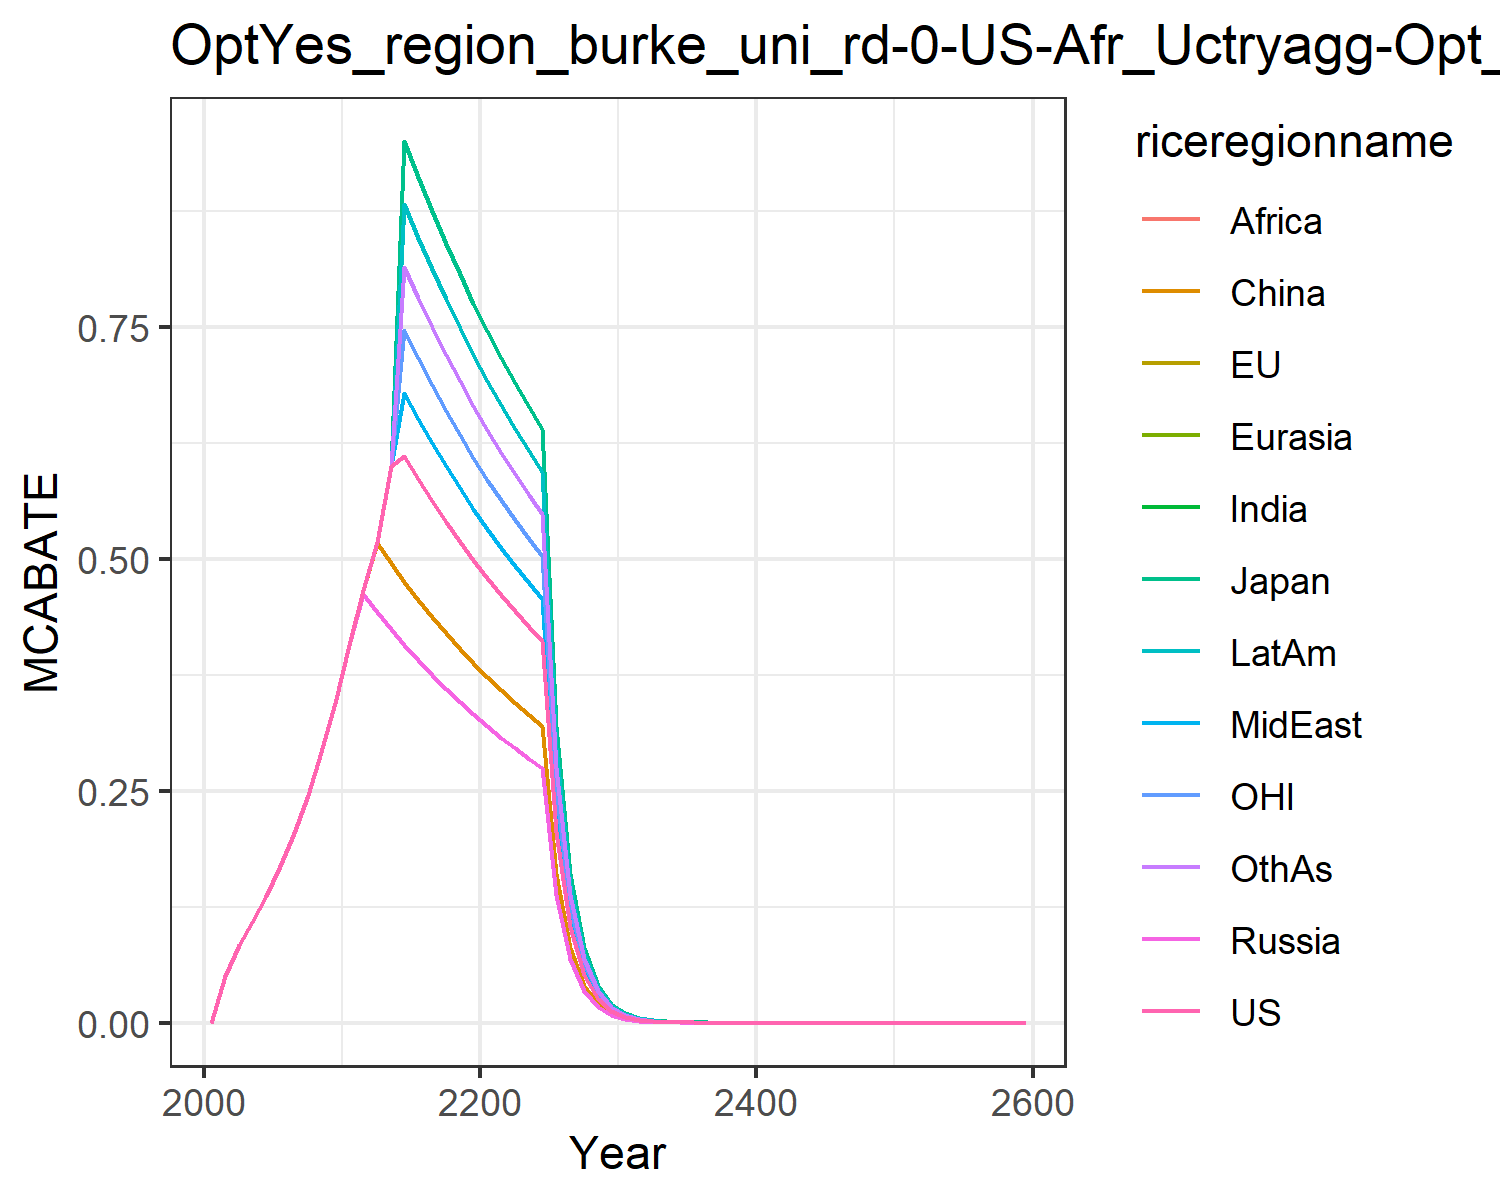 OptYes_region_burke_uni_rd-0-US-Afr_Uctryagg-Opt_
riceregionname
Africa
China
EU
Eurasia
India
Japan
LatAm
MidEast
OHI
OthAs
Russia
US
MCABATE
0.75
0.50
0.25
0.00
2000
2200
2400
2600
Year